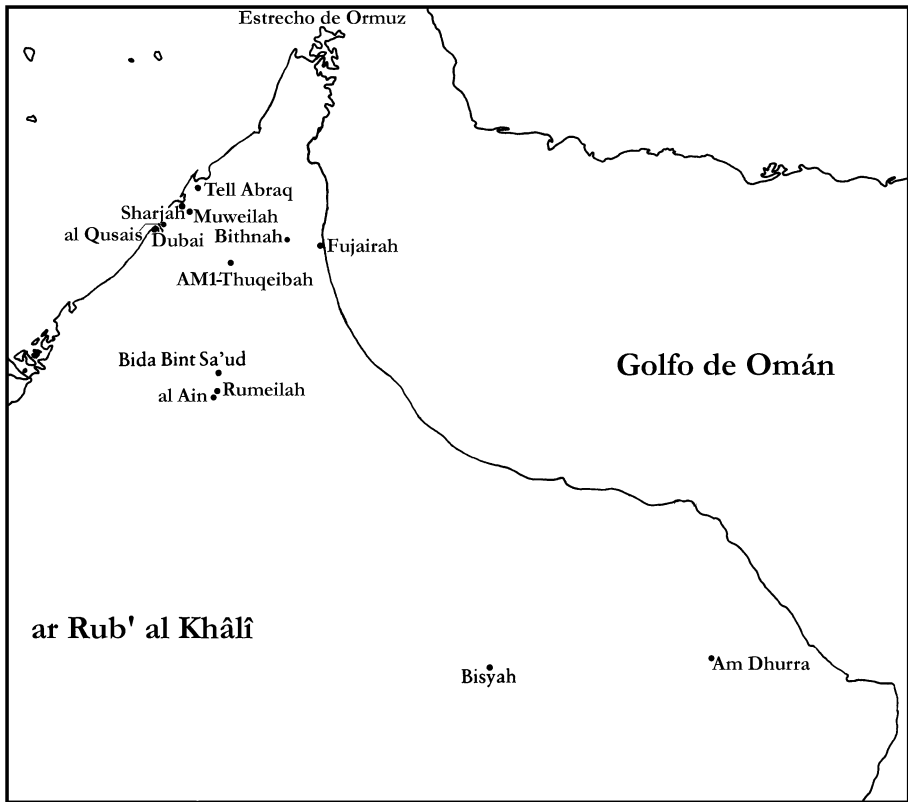 Estrecho de Ormuz
Tell Abraq
Sharjah
Muweilah
al Qusais
Dubai
Bithnah
Fujairah
AM1-Thuqeibah
Bida Bint Sa'ud
Golfo de Omán
Rumeilah
al Ain
ar Rub' al Khâlî
Bisyah
Am Dhurra